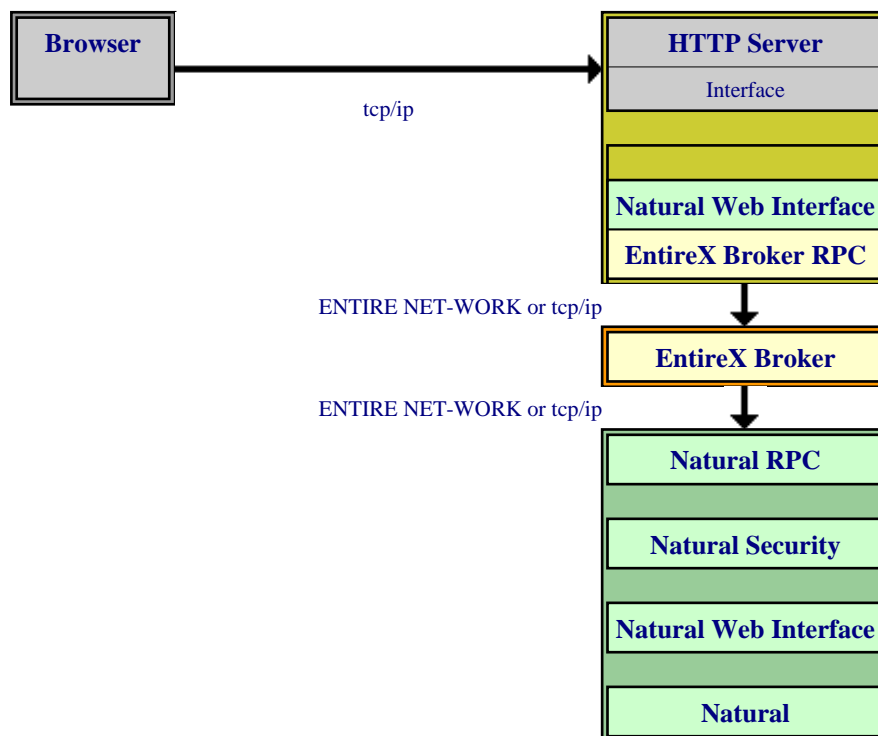 Browser
HTTP Server
Interface
tcp/ip
Natural Web Interface
EntireX Broker RPC
ENTIRE NET-WORK or tcp/ip
EntireX Broker
ENTIRE NET-WORK or tcp/ip
Natural RPC
Natural Security
Natural Web Interface
Natural